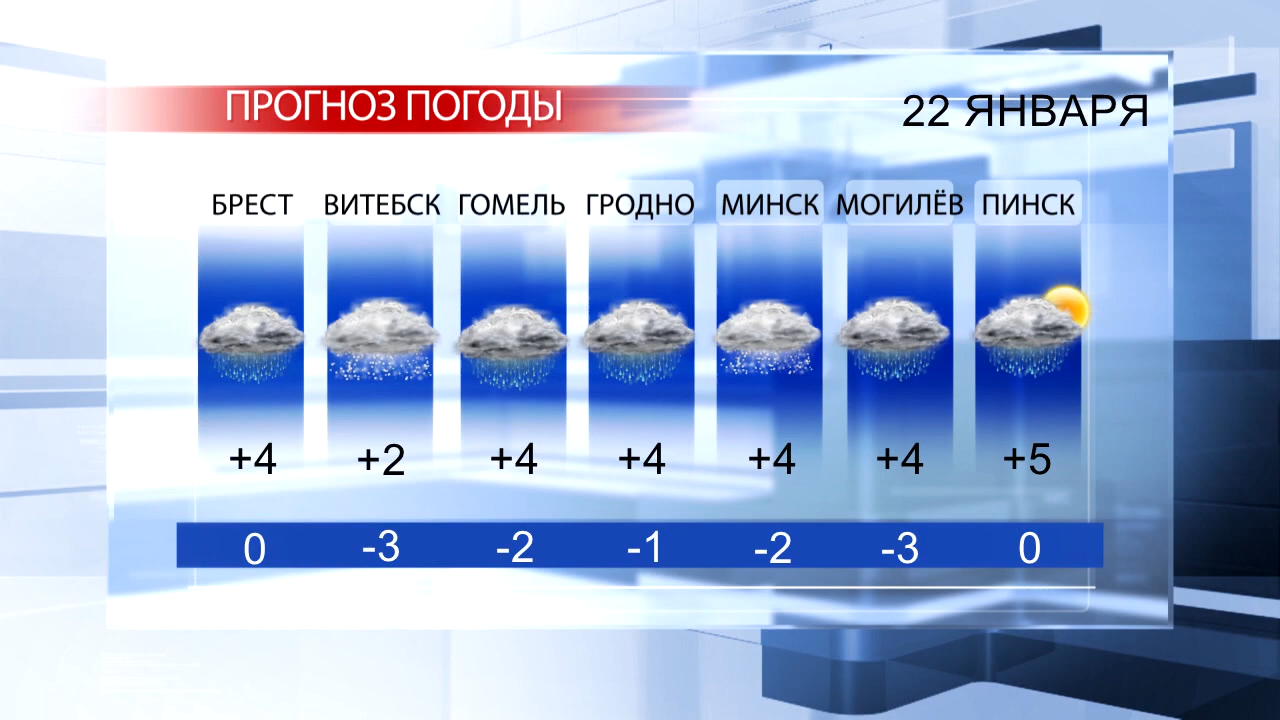 ПРОГНОЗ ПОГОДЫ
22 ЯНВАРЯ
БРЕСТ ВИТЕБСК ГОМЕЛЬ ГРОДНО МИНСК МОГИЛЁВ ПИНСК
+4 +2 +4 +4 +4 +4 +5
0 -3 -2 -1 -2 -3 0